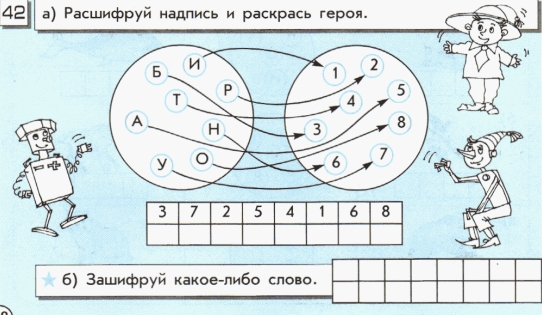 42 а) Расшифруй надпись и раскрась героя.
И
Б
Р
Т
А
Н
О
У
1
2
5
4
8
3
7
6
3 7 2 5 4 1 6 8
б) Зашифруй какое-либо слово.